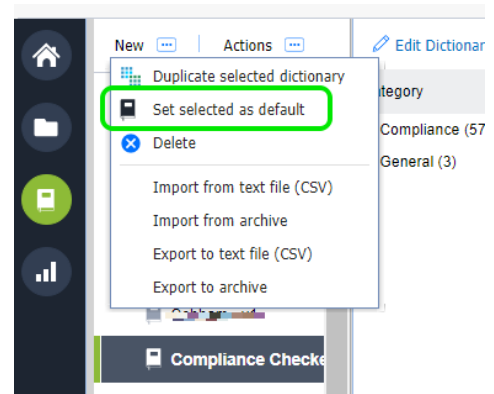 New Actions Edit Dictionar
Duplicate selected dictionary
tegory
Set selected as default
Compliance (57
Delete
General (3)
Import from text file (CSV)
Import from archive
Export to text file (CSV)
Export to archive
Compliance Checke